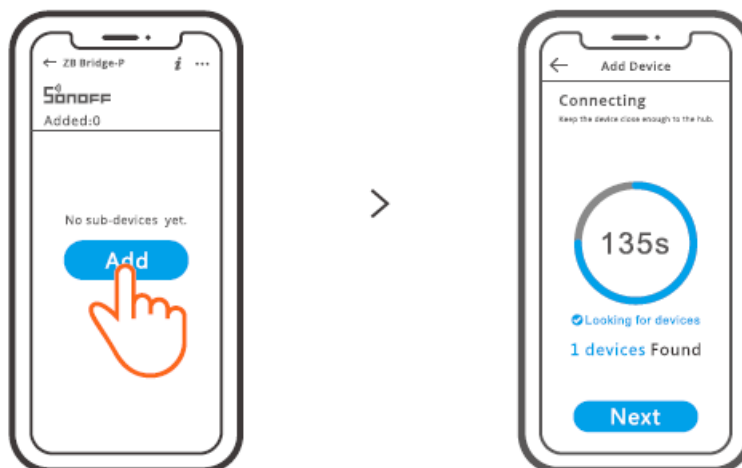 ← ZB Bridge-P i ···
SONOFF
Added:0
No sub-devices yet.
Add
>
← Add Device
Connecting
Keep the device close enough to the hub.
135s
Looking for devices
1 devices Found
Next